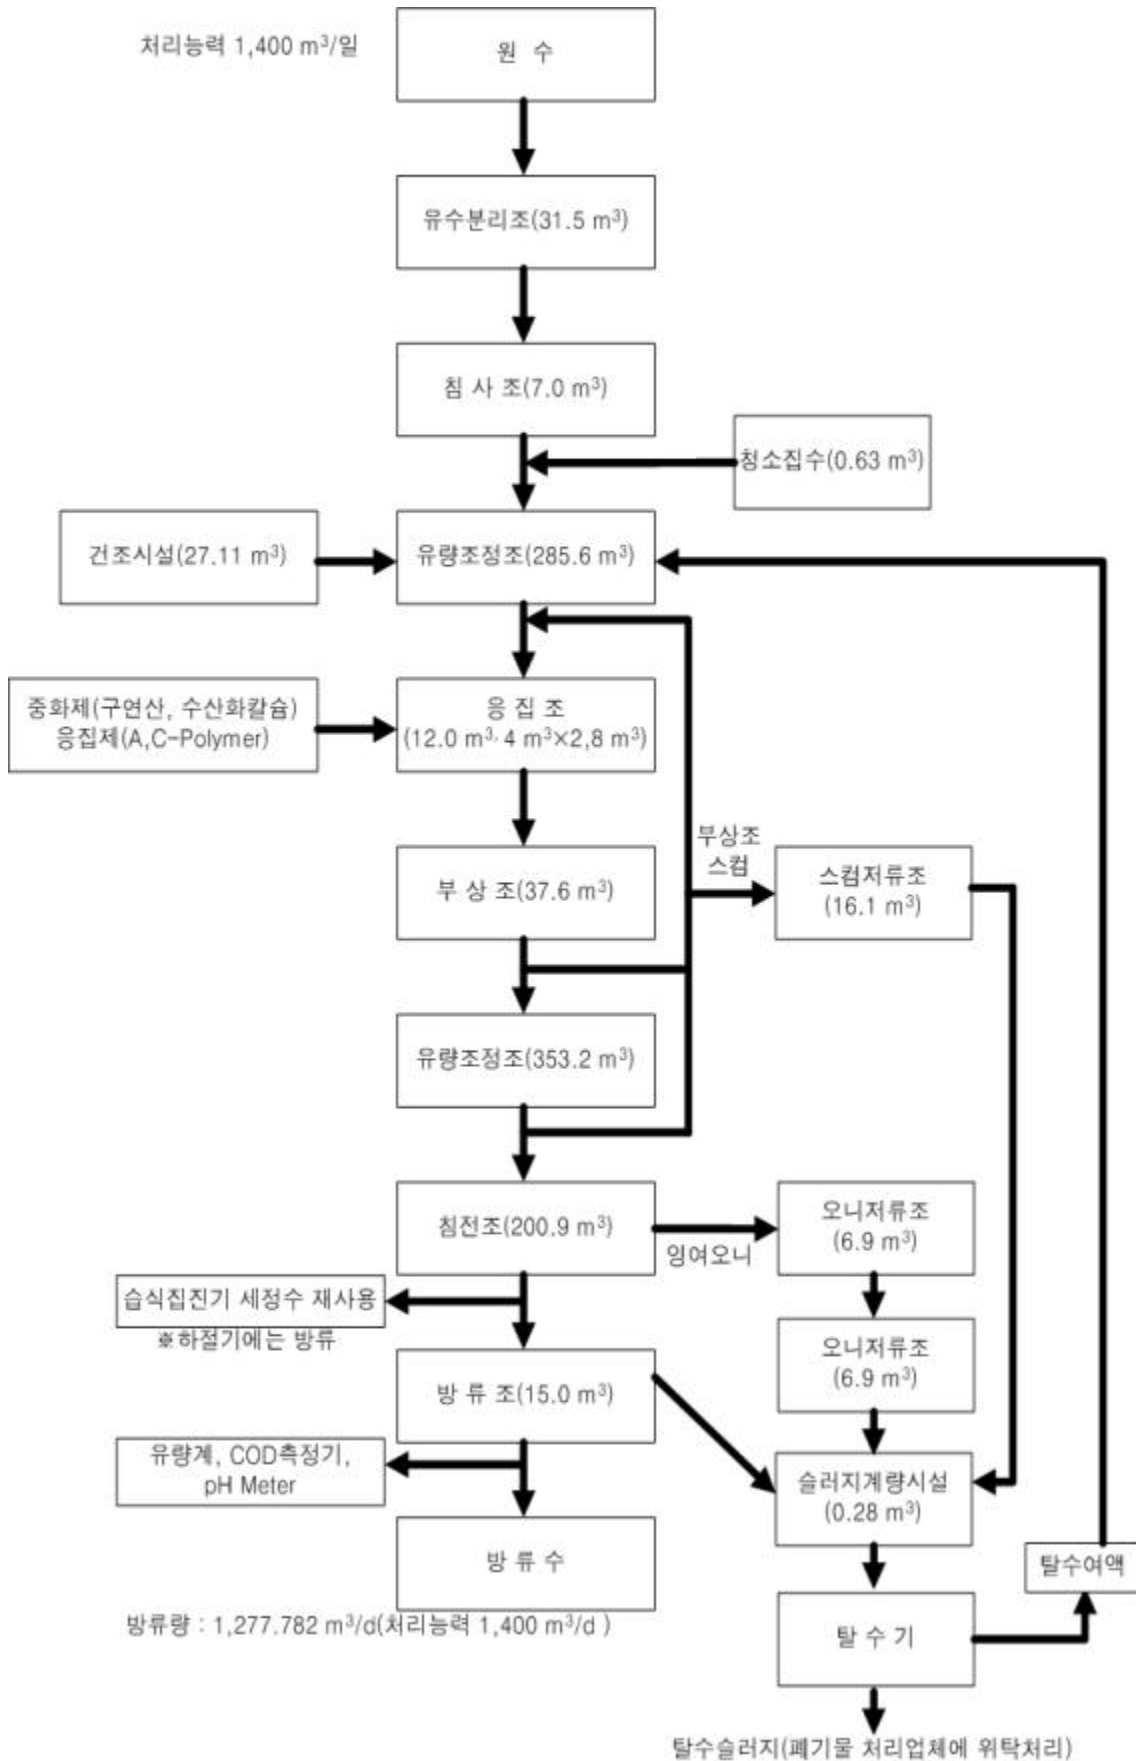 처리능력 1,400 m³/일
원 수
유수분리조(31.5 m³)
침 사 조(7.0 m³)
청소집수(0.63 m³)
건조시설(27.11 m³)
유량조정조(285.6 m³)
중화제(구연산, 수산화칼슘)
응집제(A,C-Polymer)
응 집 조
(12.0 m³, 4 m³×2,8 m³)
부상조
스컴
부 상 조(37.6 m³)
스컴저류조
(16.1 m³)
유량조정조(353.2 m³)
침전조(200.9 m³)
잉여오니
오니저류조
(6.9 m³)
습식집진기 세정수 재사용
※하절기에는 방류
오니저류조
(6.9 m³)
방 류 조(15.0 m³)
유량계, COD측정기,
pH Meter
슬러지계량시설
(0.28 m³)
방 류 수
탈수여액
방류량 : 1,277.782 m³/d(처리능력 1,400 m³/d )
탈 수 기
탈수슬러지(폐기물 처리업체에 위탁처리)